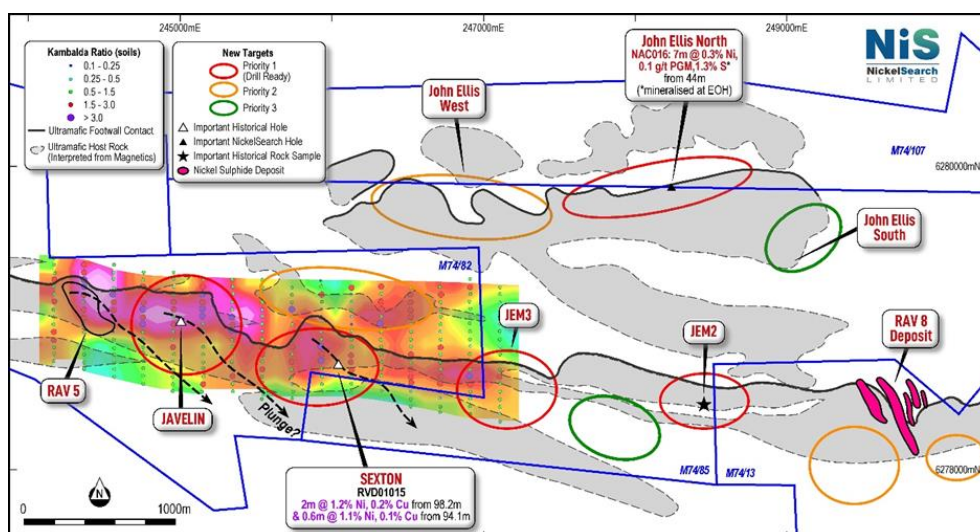 245000mE
247000mE
249000mE
Kambalda Ratio (soils)
0.1 - 0.25
0.25 - 0.5
0.5 - 1.5
1.5 - 3.0
> 3.0
Ultramafic Footwall Contact
Ultramafic Host Rock
(Interpreted from Magnetics)
New Targets
Priority 1
(Drill Ready)
Priority 2
Priority 3
Important Historical Hole
Important NickelSearch Hole
Important Historical Rock Sample
Nickel Sulphide Deposit
John Ellis North
NAC016: 7m @ 0.3% Ni,
0.1 g/t PGM,1.3% S*
from 44m
(*mineralised at EOH)
NiS
NICKELSEARCH
LIMITED
John Ellis
West
M74/107
6280000mN
John Ellis
South
M74/82
JEM3
JEM2
RAV 8
Deposit
RAV 5
JAVELIN
Plunge?
SEXTON
RVD01015
2m @ 1.2% Ni, 0.2% Cu from 98.2m
& 0.6m @ 1.1% Ni, 0.1% Cu from 94.1m
M74/85
M74/13
6278000mN
N
0
1000m